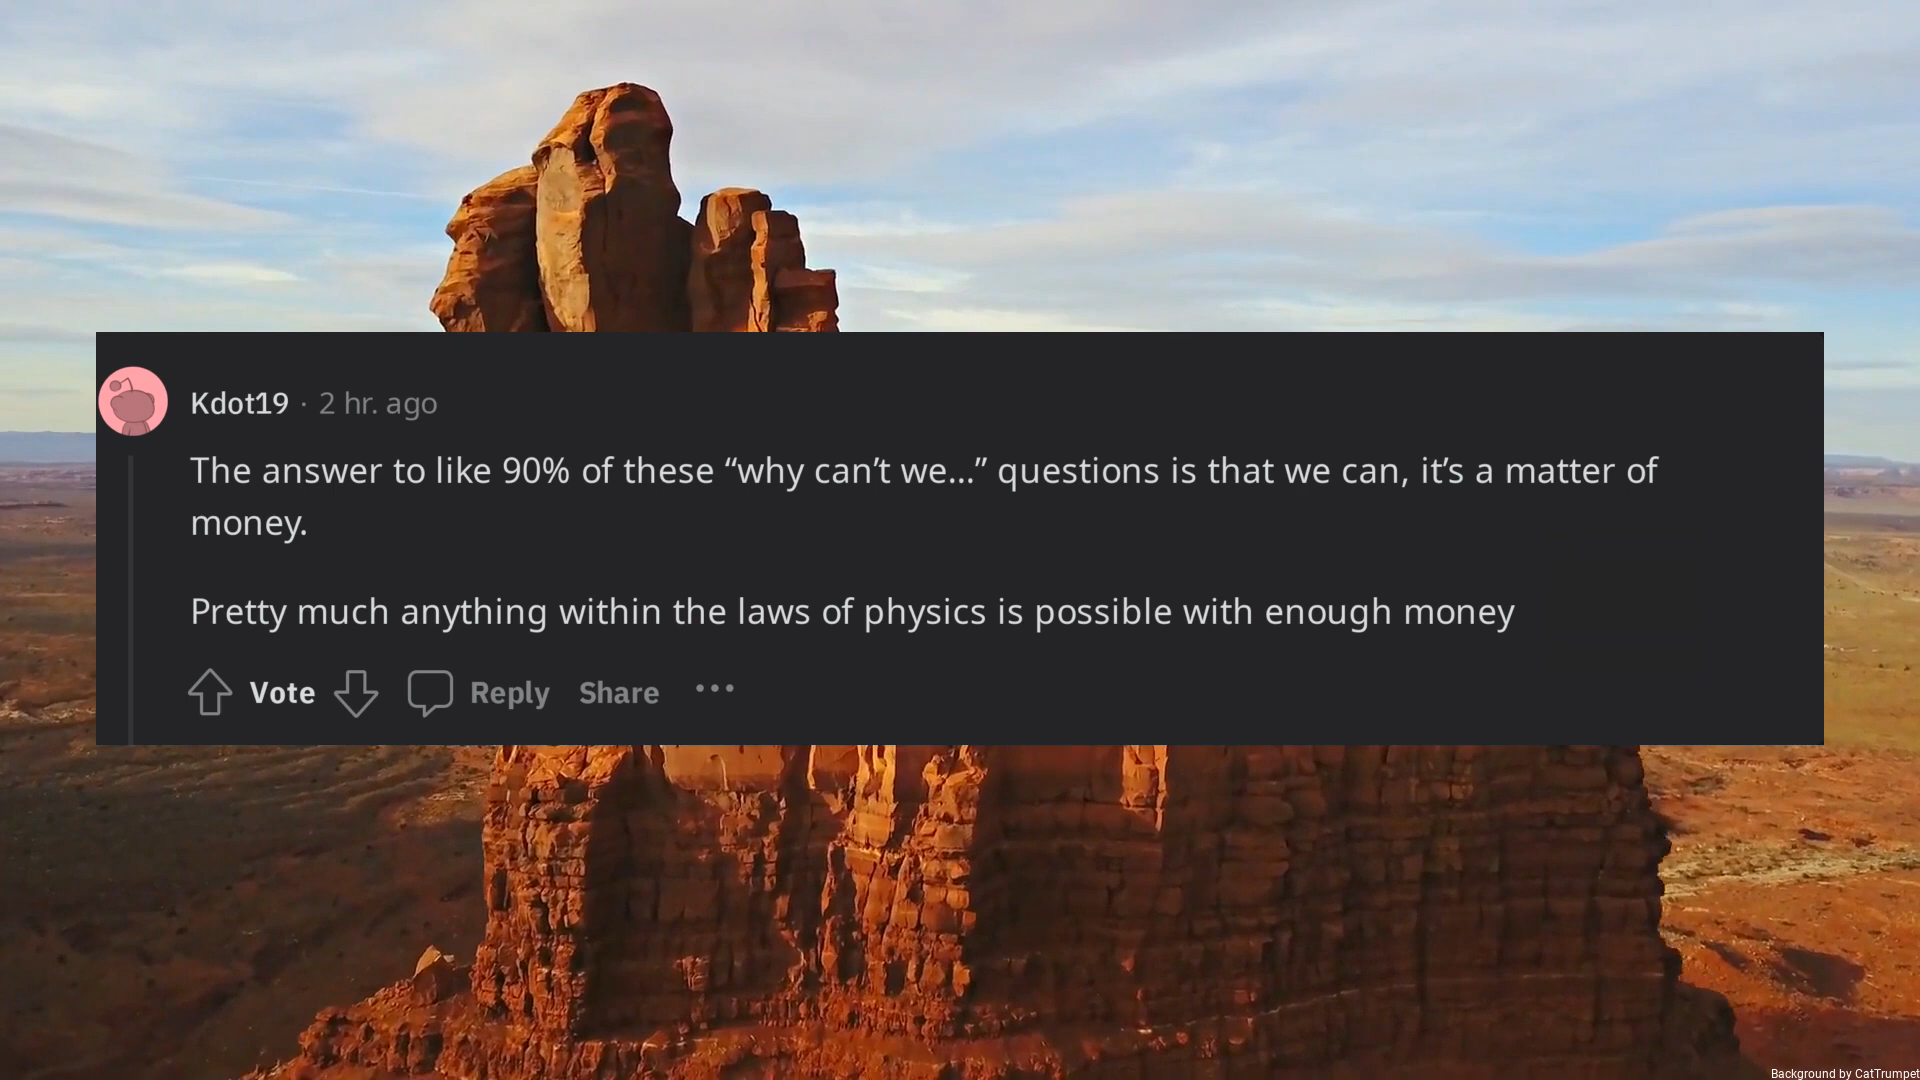 Kdot19 · 2 hr. ago
The answer to like 90% of these “why can’t we...” questions is that we can, it’s a matter of
money.
Pretty much anything within the laws of physics is possible with enough money
Vote Reply Share ...
Background by CatTrumpet